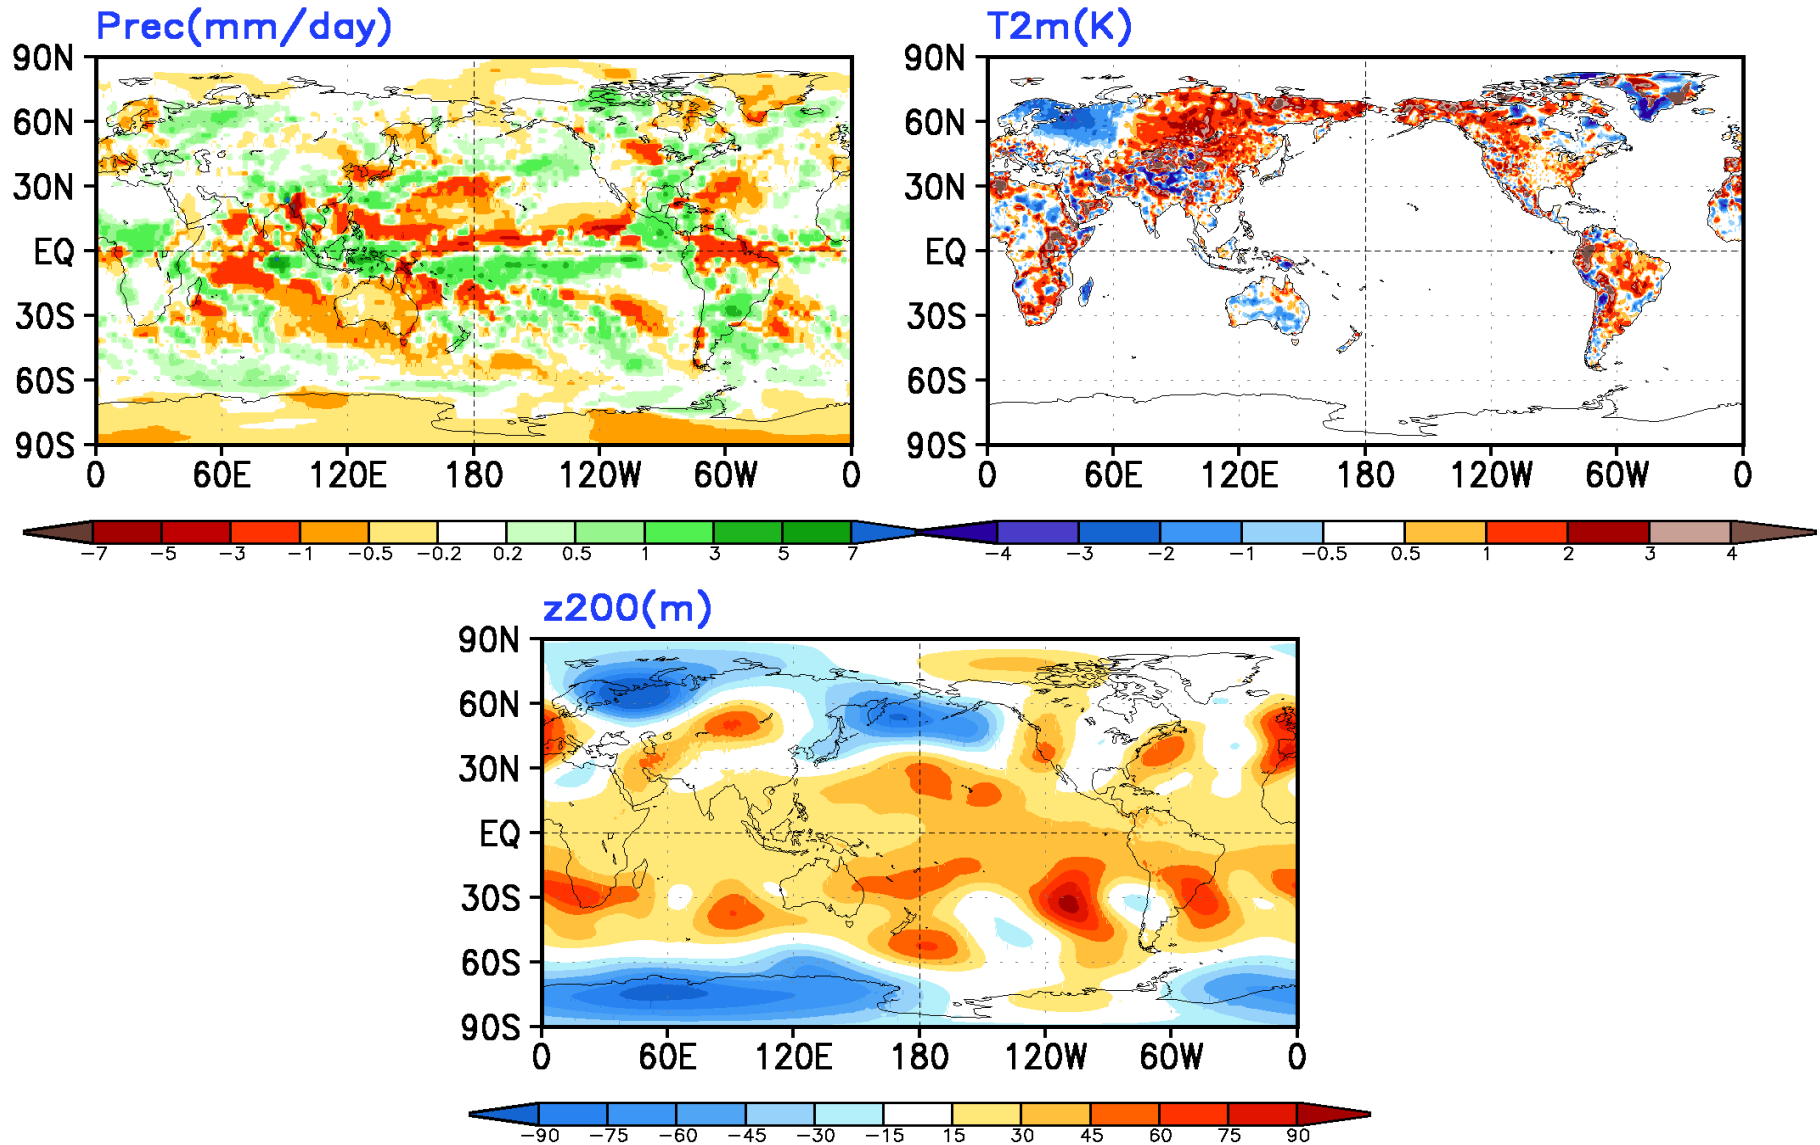 Prec(mm/day)
90N
60N
30N
EQ
30S
60S
90S
0 60E 120E 180 120W 60W 0
-7 -5 -3 -1 -0.5 -0.2 0.2 0.5 1 3 5 7
T2m(K)
90N
60N
30N
EQ
30S
60S
90S
0 60E 120E 180 120W 60W 0
-4 -3 -2 -1 -0.5 0.5 1 2 3 4
z200(m)
90N
60N
30N
EQ
30S
60S
90S
0 60E 120E 180 120W 60W 0
-90 -75 -60 -45 -30 -15 15 30 45 60 75 90